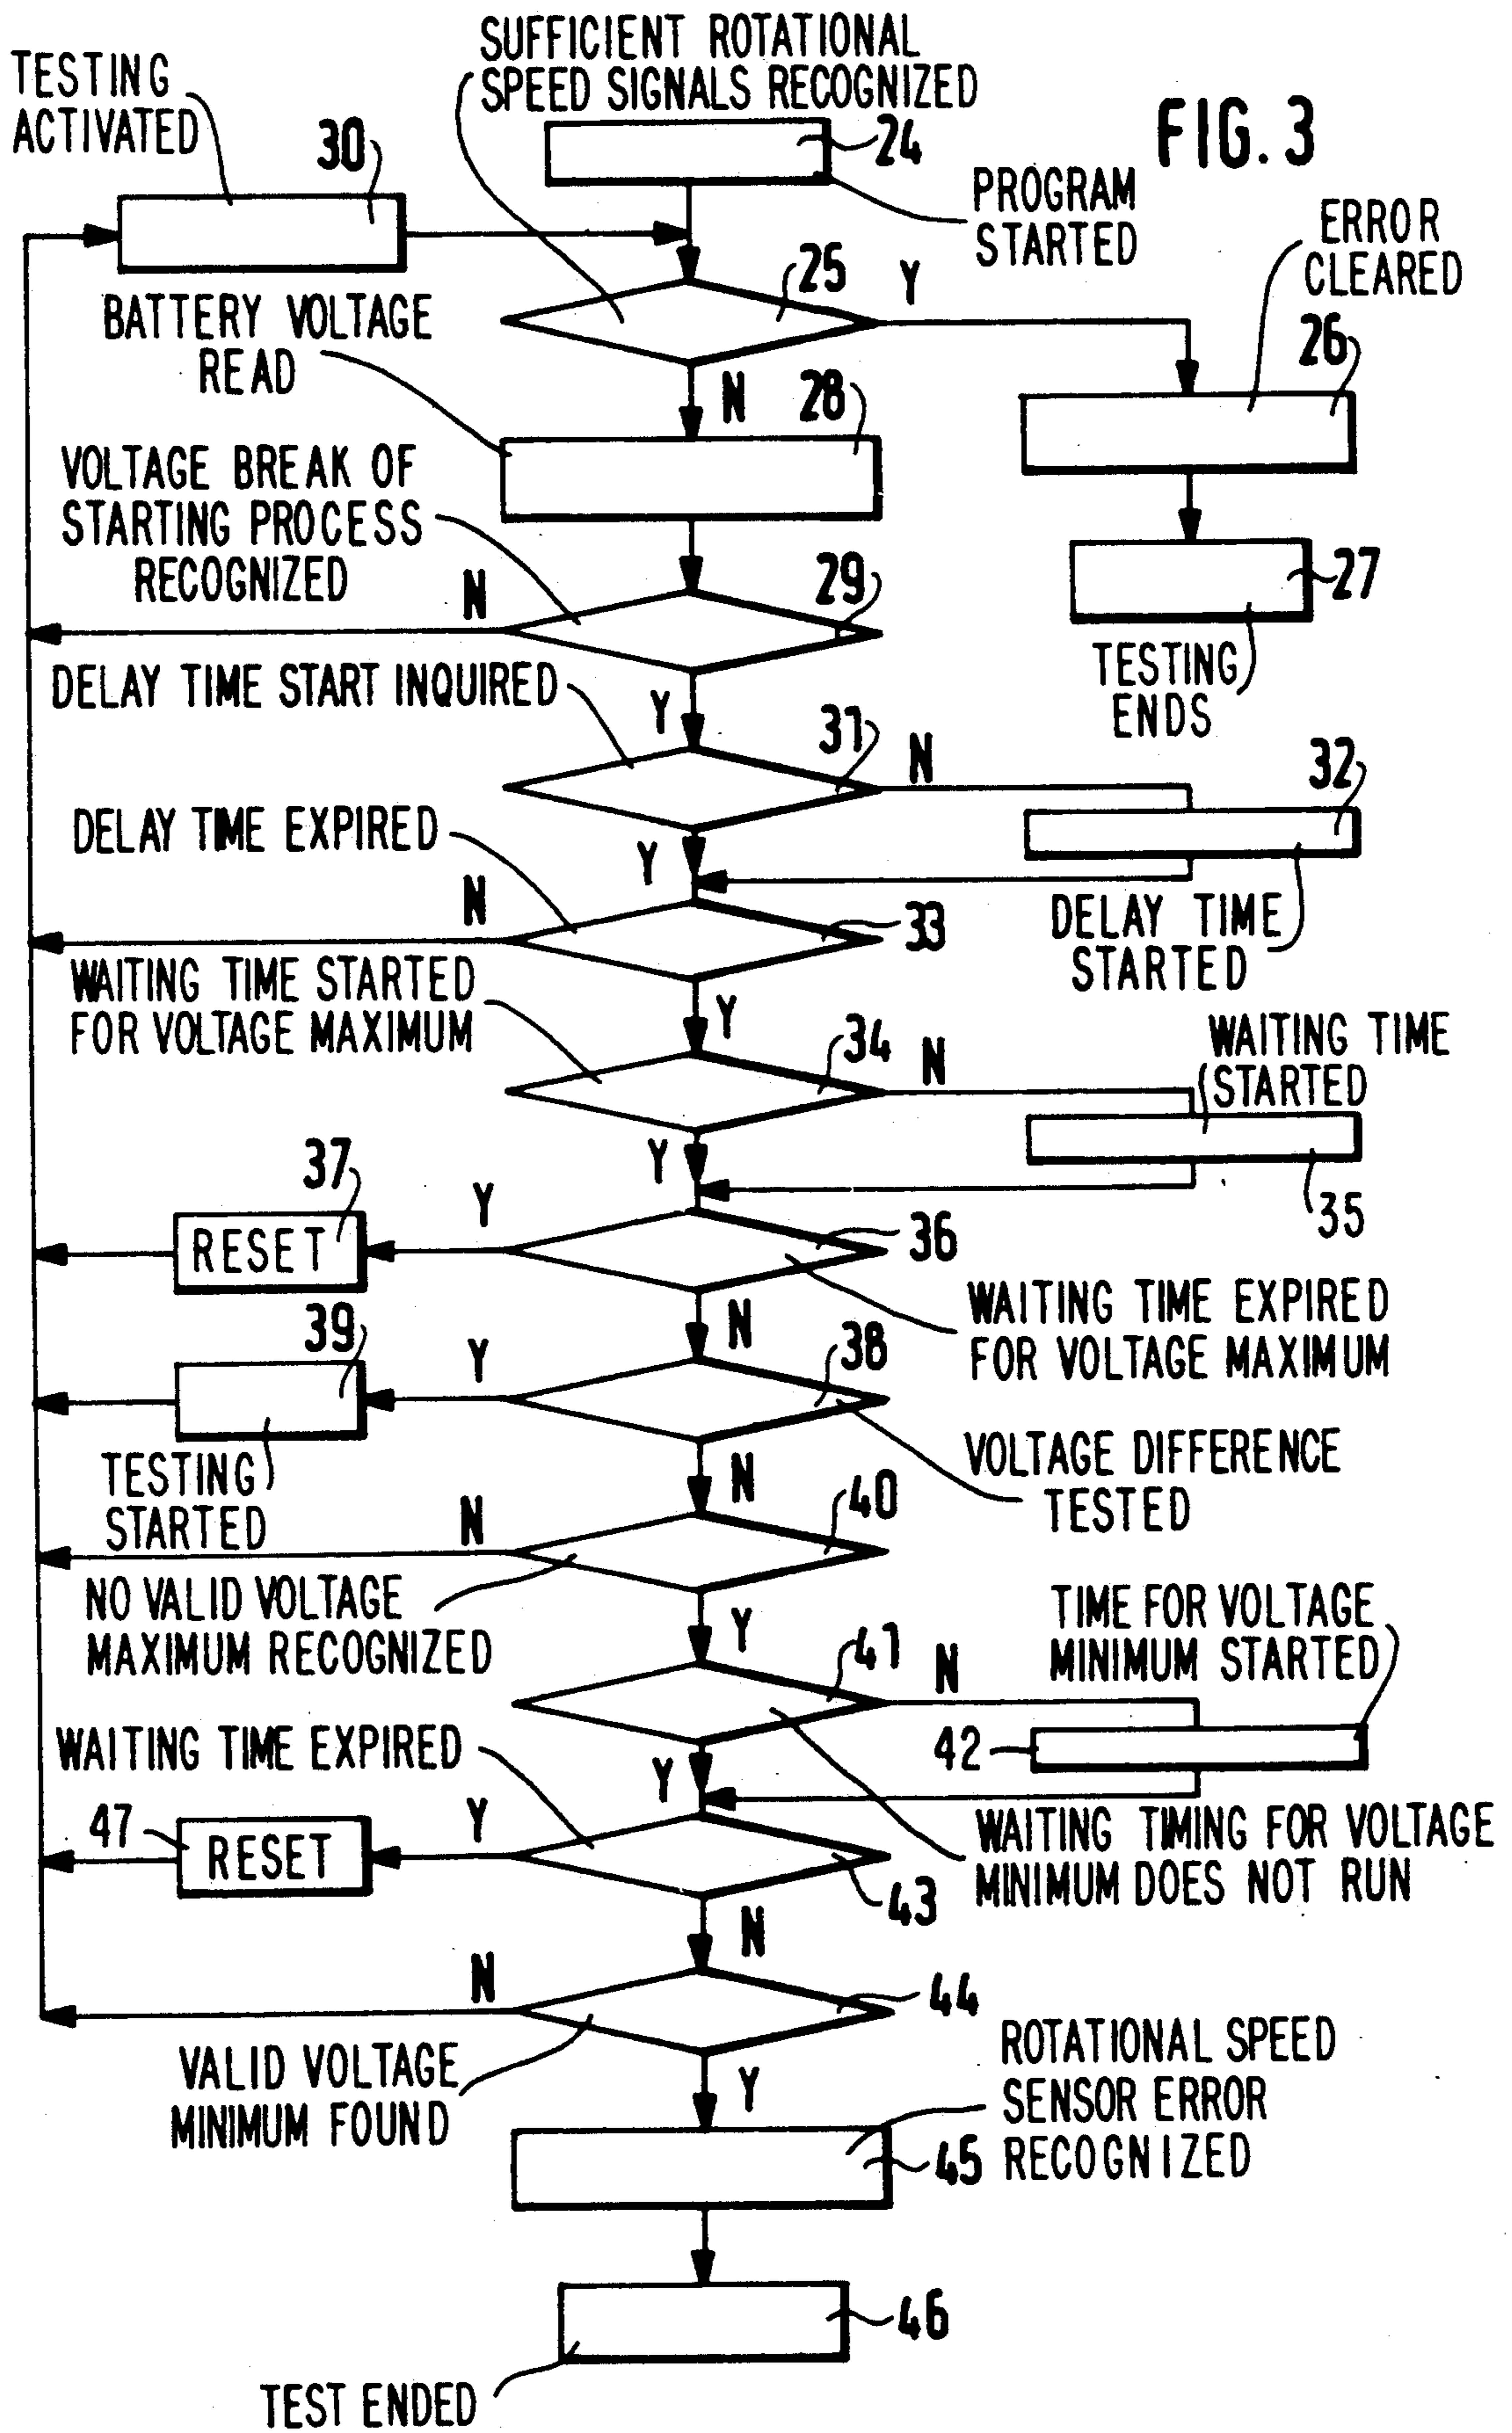 SUFFICIENT ROTATIONAL
SPEED SIGNALS RECOGNIZED
TESTING
ACTIVATED
30
24
FIG. 3
PROGRAM
STARTED
ERROR
CLEARED
25
Y
26
BATTERY VOLTAGE
READ
N
28
VOLTAGE BREAK OF
STARTING PROCESS
RECOGNIZED
N
29
27
TESTING
ENDS
DELAY TIME START INQUIRED
Y
31
N
32
DELAY TIME EXPIRED
Y
N
33
DELAY TIME
STARTED
WAITING TIME STARTED
FOR VOLTAGE MAXIMUM
Y
34
N
WAITING TIME
STARTED
Y
35
37
RESET
Y
36
WAITING TIME EXPIRED
FOR VOLTAGE MAXIMUM
N
39
Y
38
VOLTAGE DIFFERENCE
TESTED
TESTING
STARTED
N
N
40
NO VALID VOLTAGE
MAXIMUM RECOGNIZED
Y
TIME FOR VOLTAGE
MINIMUM STARTED
41
N
42
WAITING TIME EXPIRED
Y
47
RESET
Y
43
WAITING TIMING FOR VOLTAGE
MINIMUM DOES NOT RUN
N
N
44
VALID VOLTAGE
MINIMUM FOUND
Y
ROTATIONAL SPEED
SENSOR ERROR
RECOGNIZED
45
46
TEST ENDED